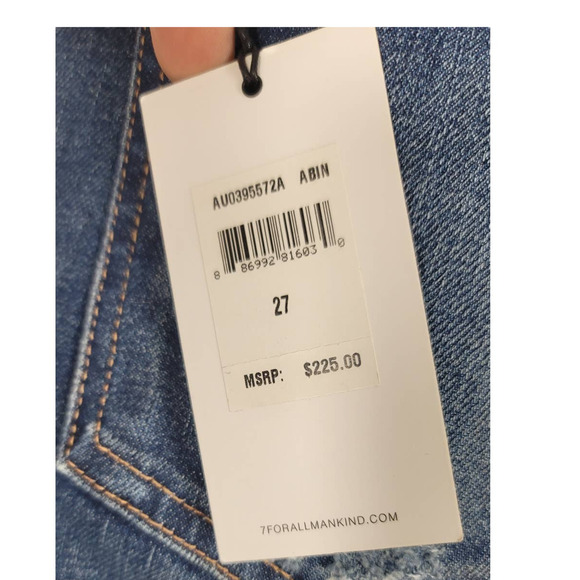 AU0395572A ABIN
8 86992 81603 0
27
MSRP: $225.00
7FORALLMANKIND.COM